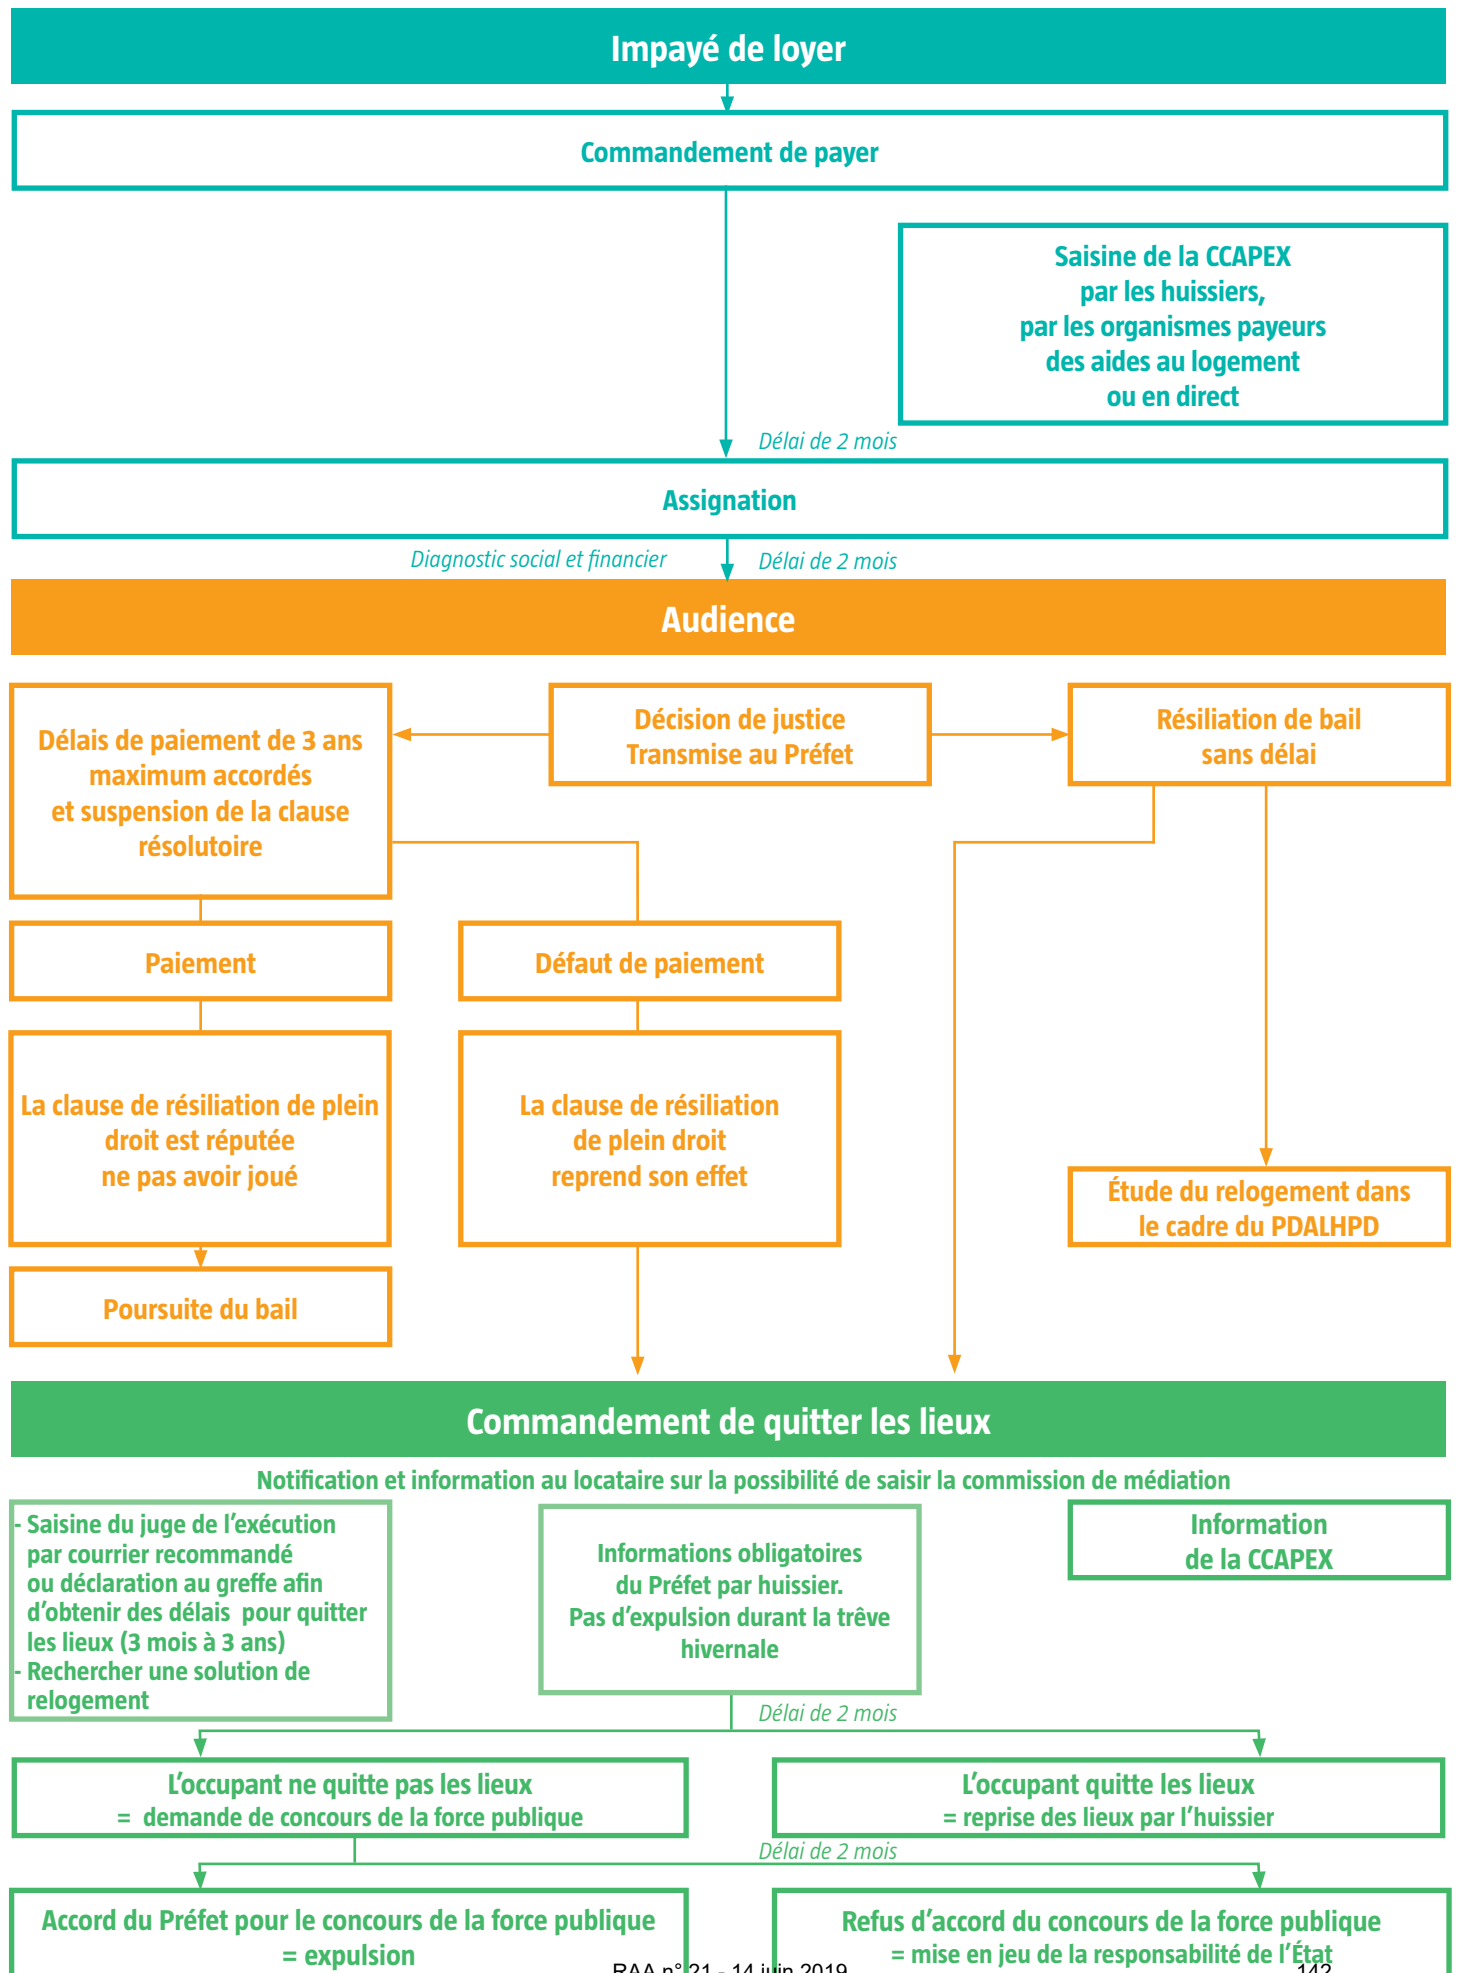 Impayé de loyer
Commandement de payer
Saisine de la CCAPEX
par les huissiers,
par les organismes payeurs
des aides au logement
ou en direct
Délai de 2 mois
Assignation
Diagnostic social et financier
Délai de 2 mois
Audience
Délais de paiement de 3 ans
maximum accordés
et suspension de la clause
résolutoire
Décision de justice
Transmise au Préfet
Résiliation de bail
sans délai
Paiement
Défaut de paiement
La clause de résiliation de plein
droit est réputée
ne pas avoir joué
La clause de résiliation
de plein droit
reprend son effet
Étude du relogement dans
le cadre du PDALHPD
Poursuite du bail
Commandement de quitter les lieux
Notification et information au locataire sur la possibilité de saisir la commission de médiation
- Saisine du juge de l'exécution
par courrier recommandé
ou déclaration au greffe afin
d'obtenir des délais pour quitter
les lieux (3 mois à 3 ans)
- Rechercher une solution de
relogement
Informations obligatoires
du Préfet par huissier.
Pas d'expulsion durant la trêve
hivernale
Information
de la CCAPEX
Délai de 2 mois
L'occupant ne quitte pas les lieux
= demande de concours de la force publique
L'occupant quitte les lieux
= reprise des lieux par l'huissier
Délai de 2 mois
Accord du Préfet pour le concours de la force publique
= expulsion
Refus d'accord du concours de la force publique
= mise en jeu de la responsabilité de l'État
RAA n° 21 - 14 juin 2019
142